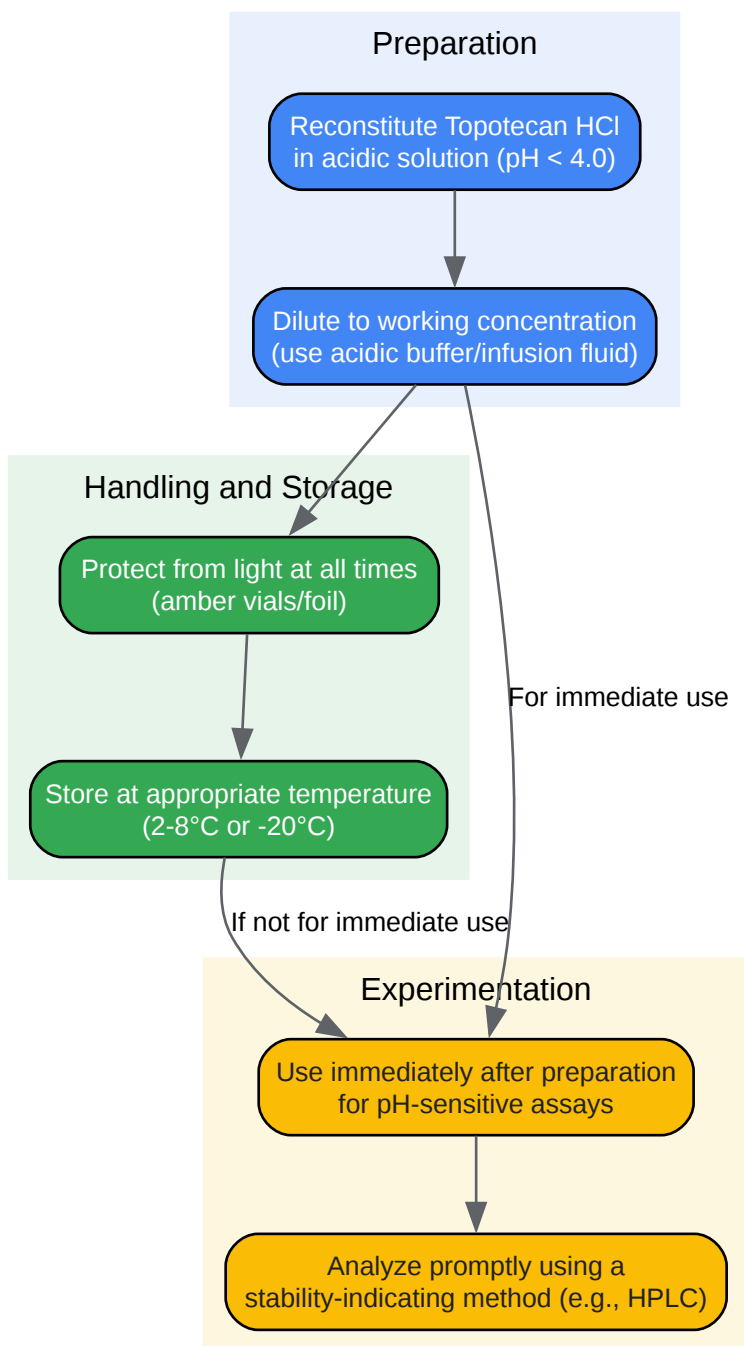 Preparation
Reconstitute Topotecan HCl
in acidic solution (pH < 4.0)
Dilute to working concentration
(use acidic buffer/infusion fluid)
Handling and Storage
Protect from light at all times
(amber vials/foil)
For immediate use
Store at appropriate temperature
(2-8°C or -20°C)
If not for immediate use
Experimentation
Use immediately after preparation
for pH-sensitive assays
Analyze promptly using a
stability-indicating method (e.g., HPLC)